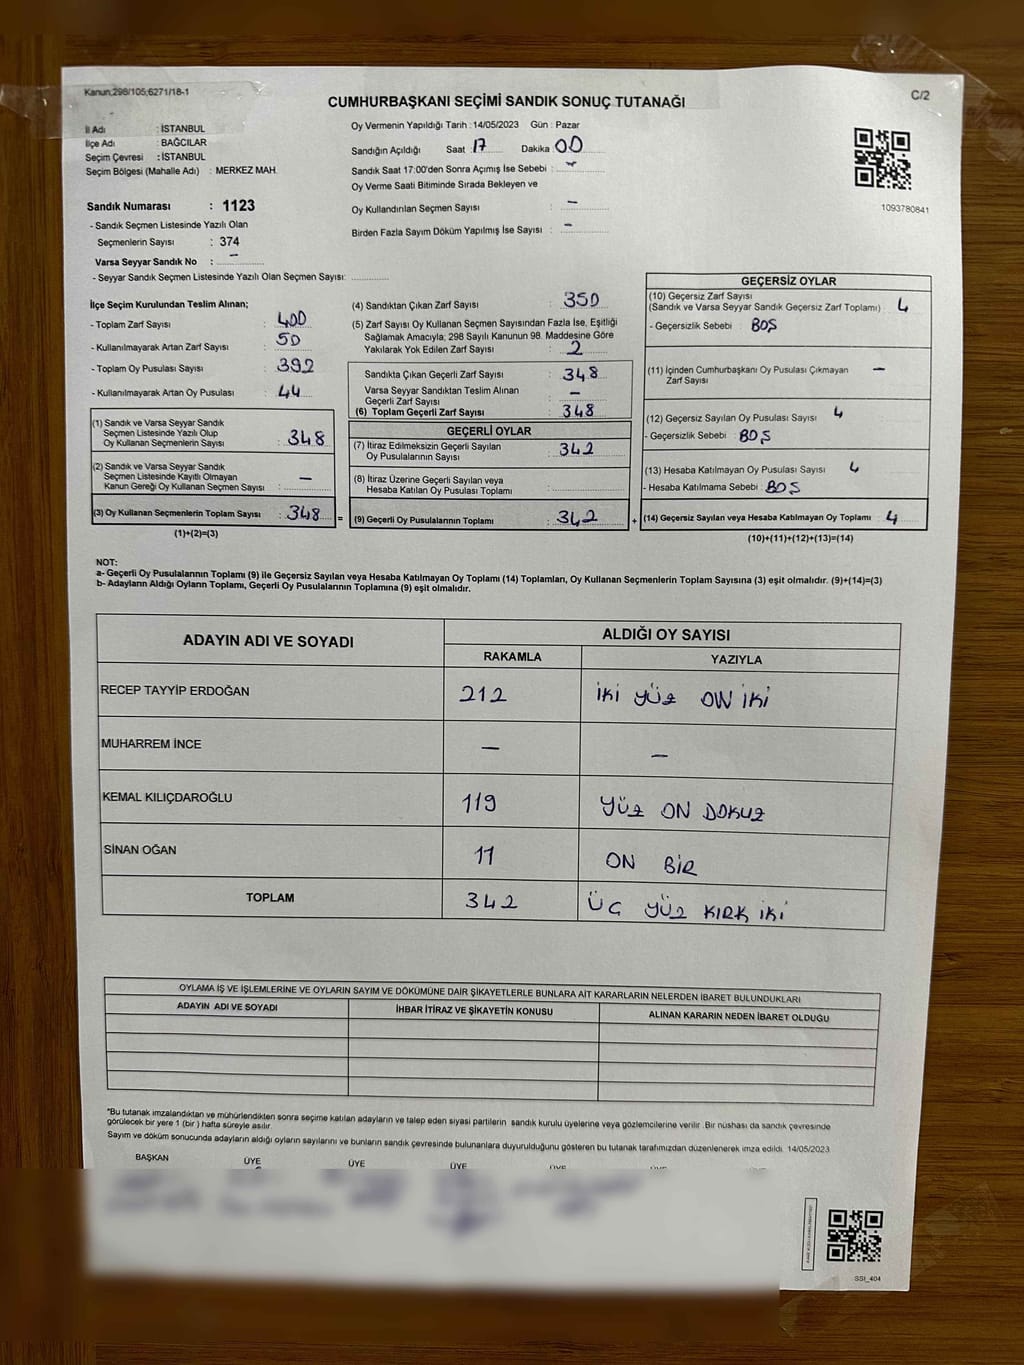 Kanun;298/105;6271/18-1
CUMHURBAŞKANI SEÇİMİ SANDIK SONUÇ TUTANAĞI
C/2
İl Adı : İSTANBUL
İlçe Adı : BAĞCILAR
Seçim Çevresi : İSTANBUL
Seçim Bölgesi (Mahalle Adı) : MERKEZ MAH.
Sandık Numarası : 1123
- Sandık Seçmen Listesinde Yazılı Olan
Seçmenlerin Sayısı : 374
Varsa Seyyar Sandık No : –
- Seyyar Sandık Seçmen Listesinde Yazılı Olan Seçmen Sayısı: ..............
Oy Vermenin Yapıldığı Tarih : 14/05/2023 Gün : Pazar
Sandığın Açıldığı Saat : 17 Dakika : 00
Sandık Saat 17:00'den Sonra Açımış İse Sebebi : –
Oy Verme Saati Bitiminde Sırada Bekleyen ve
Oy Kullandırılan Seçmen Sayısı : –
Birden Fazla Sayım Döküm Yapılmış İse Sayısı : –
1093780841
İlçe Seçim Kurulundan Teslim Alınan;
- Toplam Zarf Sayısı : 400
- Kullanılmayarak Artan Zarf Sayısı : 50
- Toplam Oy Pusulası Sayısı : 392
- Kullanılmayarak Artan Oy Pusulası : 44
(1) Sandık ve Varsa Seyyar Sandık
Seçmen Listesinde Yazılı Olup
Oy Kullanan Seçmenlerin Sayısı : 348
(2) Sandık ve Varsa Seyyar Sandık
Seçmen Listesinde Kayıtlı Olmayan
Kanun Gereği Oy Kullanan Seçmen Sayısı : –
(3) Oy Kullanan Seçmenlerin Toplam Sayısı : 348
(1)+(2)=(3)
(4) Sandıktan Çıkan Zarf Sayısı : 350
(5) Zarf Sayısı Oy Kullanan Seçmen Sayısından Fazla İse, Eşitliği
Sağlamak Amacıyla; 298 Sayılı Kanunun 98. Maddesine Göre
Yakılarak Yok Edilen Zarf Sayısı : 2
Sandıkta Çıkan Geçerli Zarf Sayısı : 348
Varsa Seyyar Sandıktan Teslim Alınan
Geçerli Zarf Sayısı : –
(6) Toplam Geçerli Zarf Sayısı : 348
GEÇERLİ OYLAR
(7) İtiraz Edilmeksizin Geçerli Sayılan
Oy Pusulalarının Sayısı : 342
(8) İtiraz Üzerine Geçerli Sayılan veya
Hesaba Katılan Oy Pusulası Toplamı :
= (9) Geçerli Oy Pusulalarının Toplamı : 342
GEÇERSİZ OYLAR
(10) Geçersiz Zarf Sayısı
(Sandık ve Varsa Seyyar Sandık Geçersiz Zarf Toplamı) : 4
- Geçersizlik Sebebi : BOŞ
(11) İçinden Cumhurbaşkanı Oy Pusulası Çıkmayan –
Zarf Sayısı
(12) Geçersiz Sayılan Oy Pusulası Sayısı : 4
- Geçersizlik Sebebi : BOŞ
(13) Hesaba Katılmayan Oy Pusulası Sayısı : 4
- Hesaba Katılmama Sebebi : BOŞ
+ (14) Geçersiz Sayılan veya Hesaba Katılmayan Oy Toplamı : 4
(10)+(11)+(12)+(13)=(14)
NOT:
a- Geçerli Oy Pusulalarının Toplamı (9) ile Geçersiz Sayılan veya Hesaba Katılmayan Oy Toplamı (14) Toplamları, Oy Kullanan Seçmenlerin Toplam Sayısına (3) eşit olmalıdır. (9)+(14)=(3)
b- Adayların Aldığı Oyların Toplamı, Geçerli Oy Pusulalarının Toplamına (9) eşit olmalıdır.
ADAYIN ADI VE SOYADI ALDIĞI OY SAYISI
RAKAMLA YAZIYLA
RECEP TAYYİP ERDOĞAN 212 İKİ YÜZ ON İKİ
MUHARREM İNCE – –
KEMAL KILIÇDAROĞLU 119 YÜZ ON DOKUZ
SİNAN OĞAN 11 ON BİR
TOPLAM 342 ÜÇ YÜZ KIRK İKİ
OYLAMA İŞ VE İŞLEMLERİNE VE OYLARIN SAYIM VE DÖKÜMÜNE DAİR ŞİKAYETLERLE BUNLARA AİT KARARLARIN NELERDEN İBARET BULUNDUKLARI
ADAYIN ADI VE SOYADI İHBAR İTİRAZ VE ŞİKAYETİN KONUSU ALINAN KARARIN NEDEN İBARET OLDUĞU
*Bu tutanak imzalandıktan ve mühürlendikten sonra seçime katılan adayların ve talep eden siyasi partilerin sandık kurulu üyelerine veya gözlemcilerine verilir .Bir nüshası da sandık çevresinde
görülecek bir yere 1 (bir ) hafta süreyle asılır.
Sayım ve döküm sonucunda adayların aldığı oyların sayılarını ve bunların sandık çevresinde bulunanlara duyurulduğunu gösteren bu tutanak tarafımızdan düzenlenerek imza edildi. 14/05/2023
BAŞKAN ÜYE ÜYE ÜYE ÜYE
SSI_404